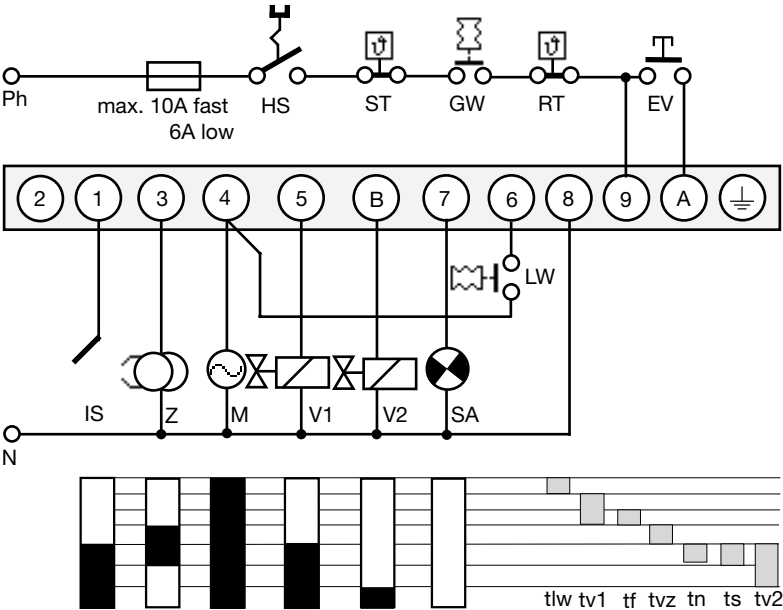 ϑ ϑ
Ph HS ST GW RT EV
max. 10A fast
6A low
2 1 3 4 5 B 7 6 8 9 A
LW
IS Z M V1 V2 SA
N
tlw tv1 tf tvz tn ts tv2